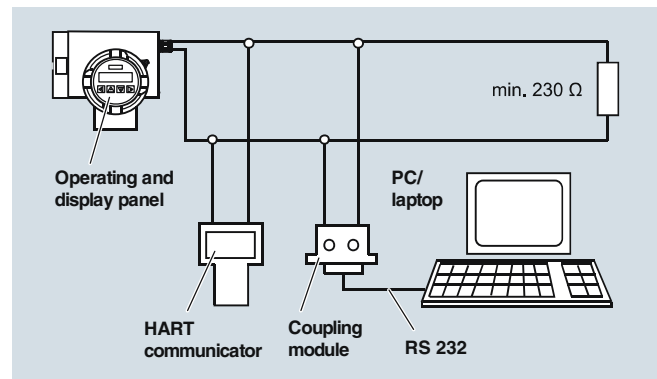 min. 230 Ω
Operating and
display panel
PC/
laptop
HART
communicator
Coupling
module
RS 232